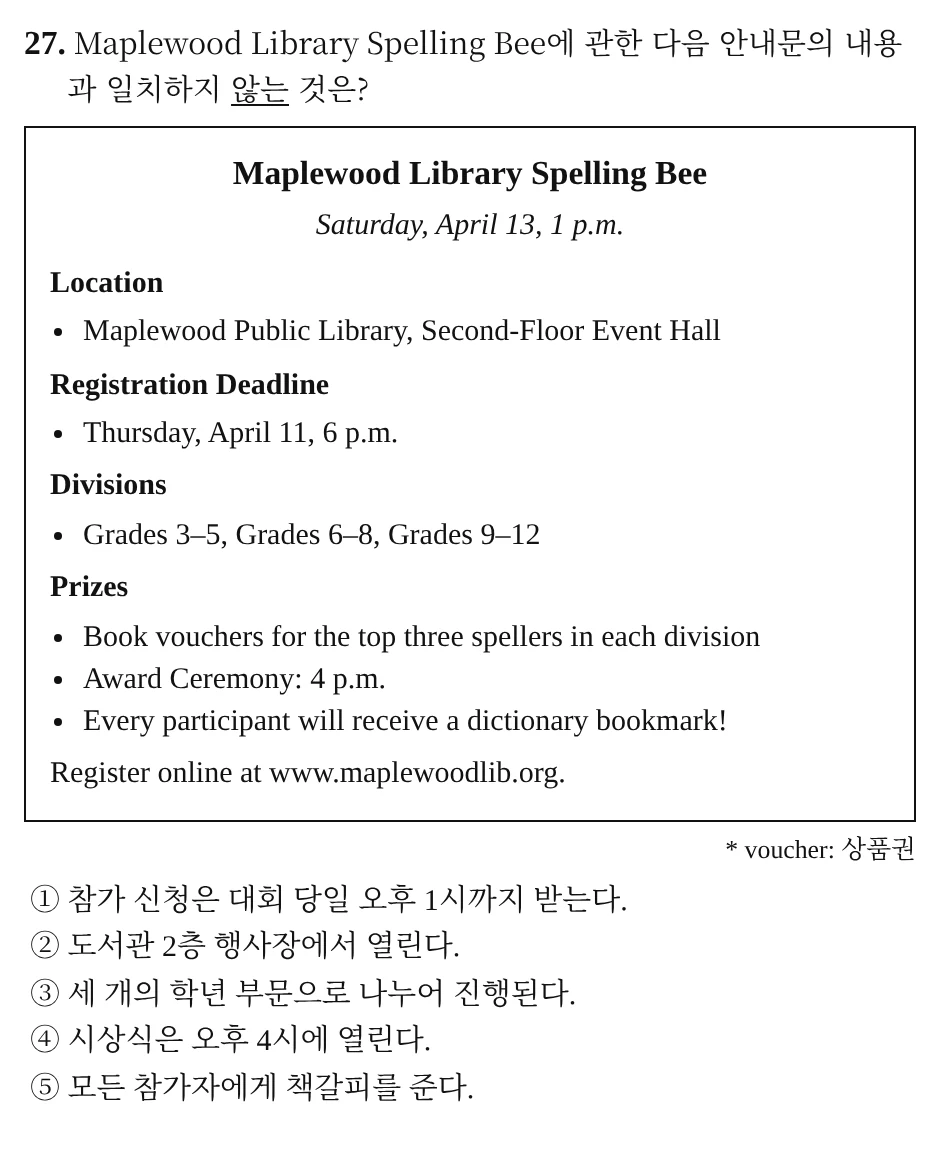 27. Maplewood Library Spelling Bee에 관한 다음 안내문의 내용
과 일치하지 않는 것은?
Maplewood Library Spelling Bee
Saturday, April 13, 1 p.m.
Location
• Maplewood Public Library, Second-Floor Event Hall
Registration Deadline
• Thursday, April 11, 6 p.m.
Divisions
• Grades 3–5, Grades 6–8, Grades 9–12
Prizes
• Book vouchers for the top three spellers in each division
• Award Ceremony: 4 p.m.
• Every participant will receive a dictionary bookmark!
Register online at www.maplewoodlib.org.
* voucher: 상품권
① 참가 신청은 대회 당일 오후 1시까지 받는다.
② 도서관 2층 행사장에서 열린다.
③ 세 개의 학년 부문으로 나누어 진행된다.
④ 시상식은 오후 4시에 열린다.
⑤ 모든 참가자에게 책갈피를 준다.